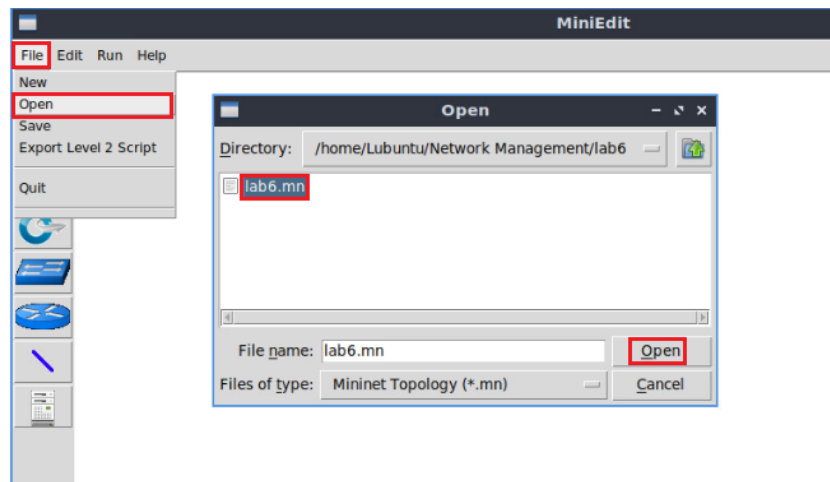 MiniEdit
File Edit Run Help
New
Open
Save
Export Level 2 Script
Quit
Open
Directory: /home/Lubuntu/Network Management/lab6
lab6.mn
File name: lab6.mn Open
Files of type: Mininet Topology (*.mn) Cancel